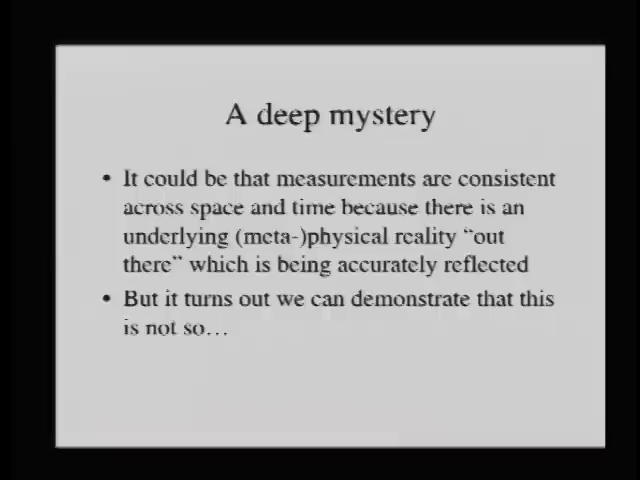 A deep mystery
• It could be that measurements are consistent
across space and time because there is an
underlying (meta-)physical reality “out
there” which is being accurately reflected
• But it turns out we can demonstrate that this
is not so…